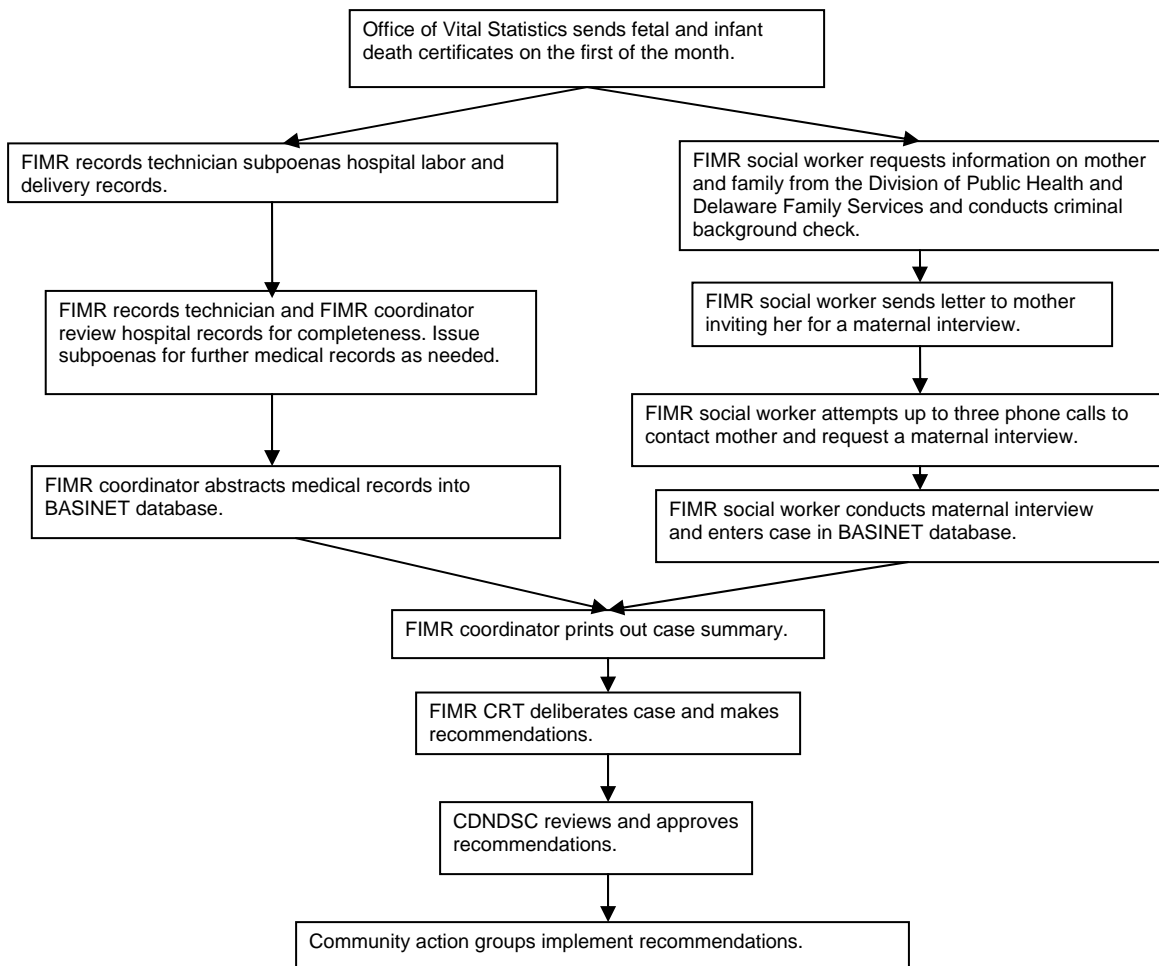 Office of Vital Statistics sends fetal and infant
death certificates on the first of the month.
FIMR records technician subpoenas hospital labor and
delivery records.
FIMR social worker requests information on mother
and family from the Division of Public Health and
Delaware Family Services and conducts criminal
background check.
FIMR social worker sends letter to mother
inviting her for a maternal interview.
FIMR records technician and FIMR coordinator
review hospital records for completeness. Issue
subpoenas for further medical records as needed.
FIMR social worker attempts up to three phone calls to
contact mother and request a maternal interview.
FIMR coordinator abstracts medical records into
BASINET database.
FIMR social worker conducts maternal interview
and enters case in BASINET database.
FIMR coordinator prints out case summary.
FIMR CRT deliberates case and makes
recommendations.
CDNDSC reviews and approves
recommendations.
Community action groups implement recommendations.